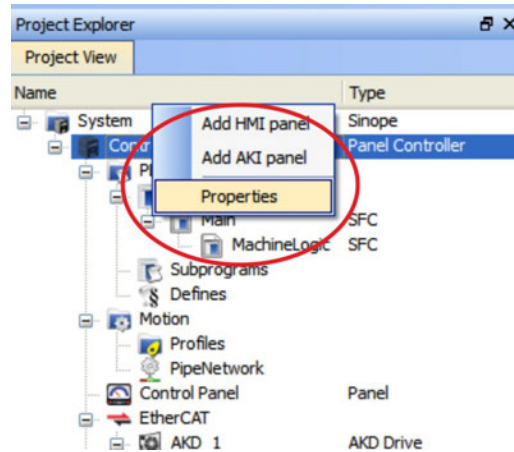 Project Explorer
Project View
Name Type
System Sinope
Add HMI panel
Contr Panel Controller
Add AKI panel
Properties
Main SFC
MachineLogic SFC
Subprograms
Defines
Motion
Profiles
PipeNetwork
Control Panel Panel
EtherCAT
AKD_1 AKD Drive